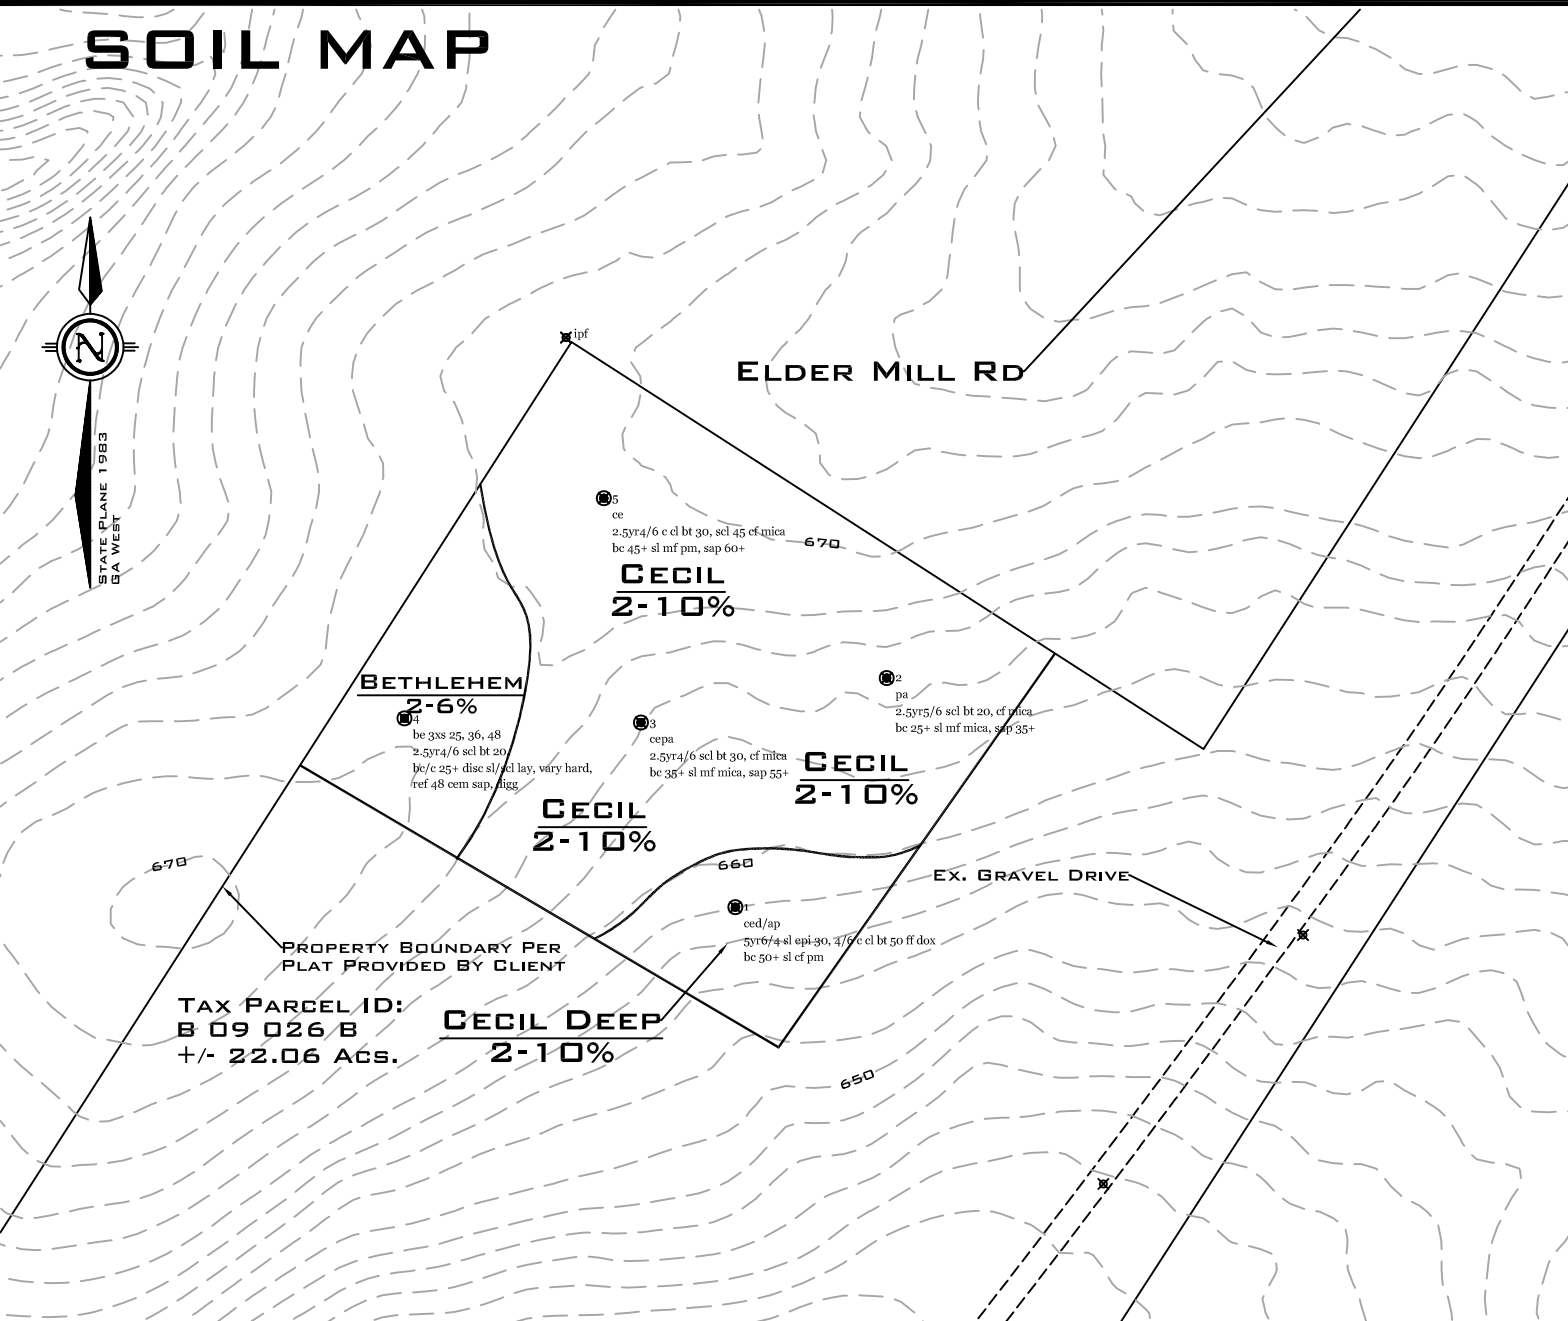 SOIL MAP
N
STATE PLANE 1983
GA WEST
ipf
ELDER MILL RD
5
ce
2.5yr4/6 c cl bt 30, scl 45 cf mica
bc 45+ sl mf pm, sap 60+
670
CECIL
2-10%
BETHLEHEM
2-6%
4
be 3xs 25, 36, 48
2.5yr4/6 scl bt 20,
bc/c 25+ disc sl/scl lay, vary hard,
ref 48 cem sap, digg
3
cepa
2.5yr4/6 scl bt 30, cf mica
bc 35+ sl mf mica, sap 55+
2
pa
2.5yr5/6 scl bt 20, cf mica
bc 25+ sl mf mica, sap 35+
CECIL
2-10%
CECIL
2-10%
670
660
EX. GRAVEL DRIVE
1
ced/ap
5yr6/4 sl epi 30, 4/6 c cl bt 50 ff dox
bc 50+ sl cf pm
PROPERTY BOUNDARY PER
PLAT PROVIDED BY CLIENT
TAX PARCEL ID:
B 09 026 B
+/- 22.06 ACS.
CECIL DEEP
2-10%
650